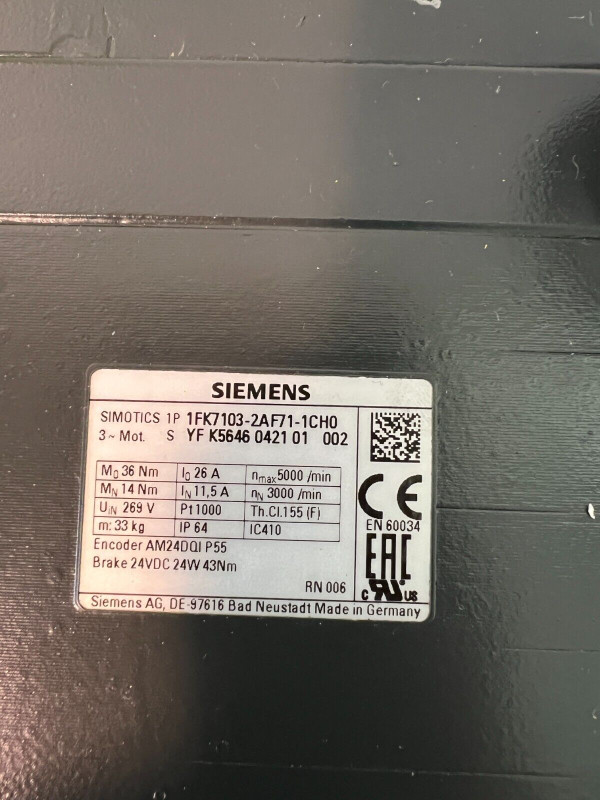 SIEMENS
SIMOTICS 1P 1FK7103-2AF71-1CH0
3~ Mot. S YF K5646 0421 01 002
M₀ 36 Nm I₀ 26 A nmax 5000 /min
MN 14 Nm IN 11,5 A nN 3000 /min
UIN 269 V Pt1000 Th.Cl.155 (F)
m: 33 kg IP 64 IC410
Encoder AM24DQI P55
Brake 24VDC 24W 43Nm
RN 006
CE
EN 60034
EAC
c RU US
Siemens AG, DE-97616 Bad Neustadt Made in Germany